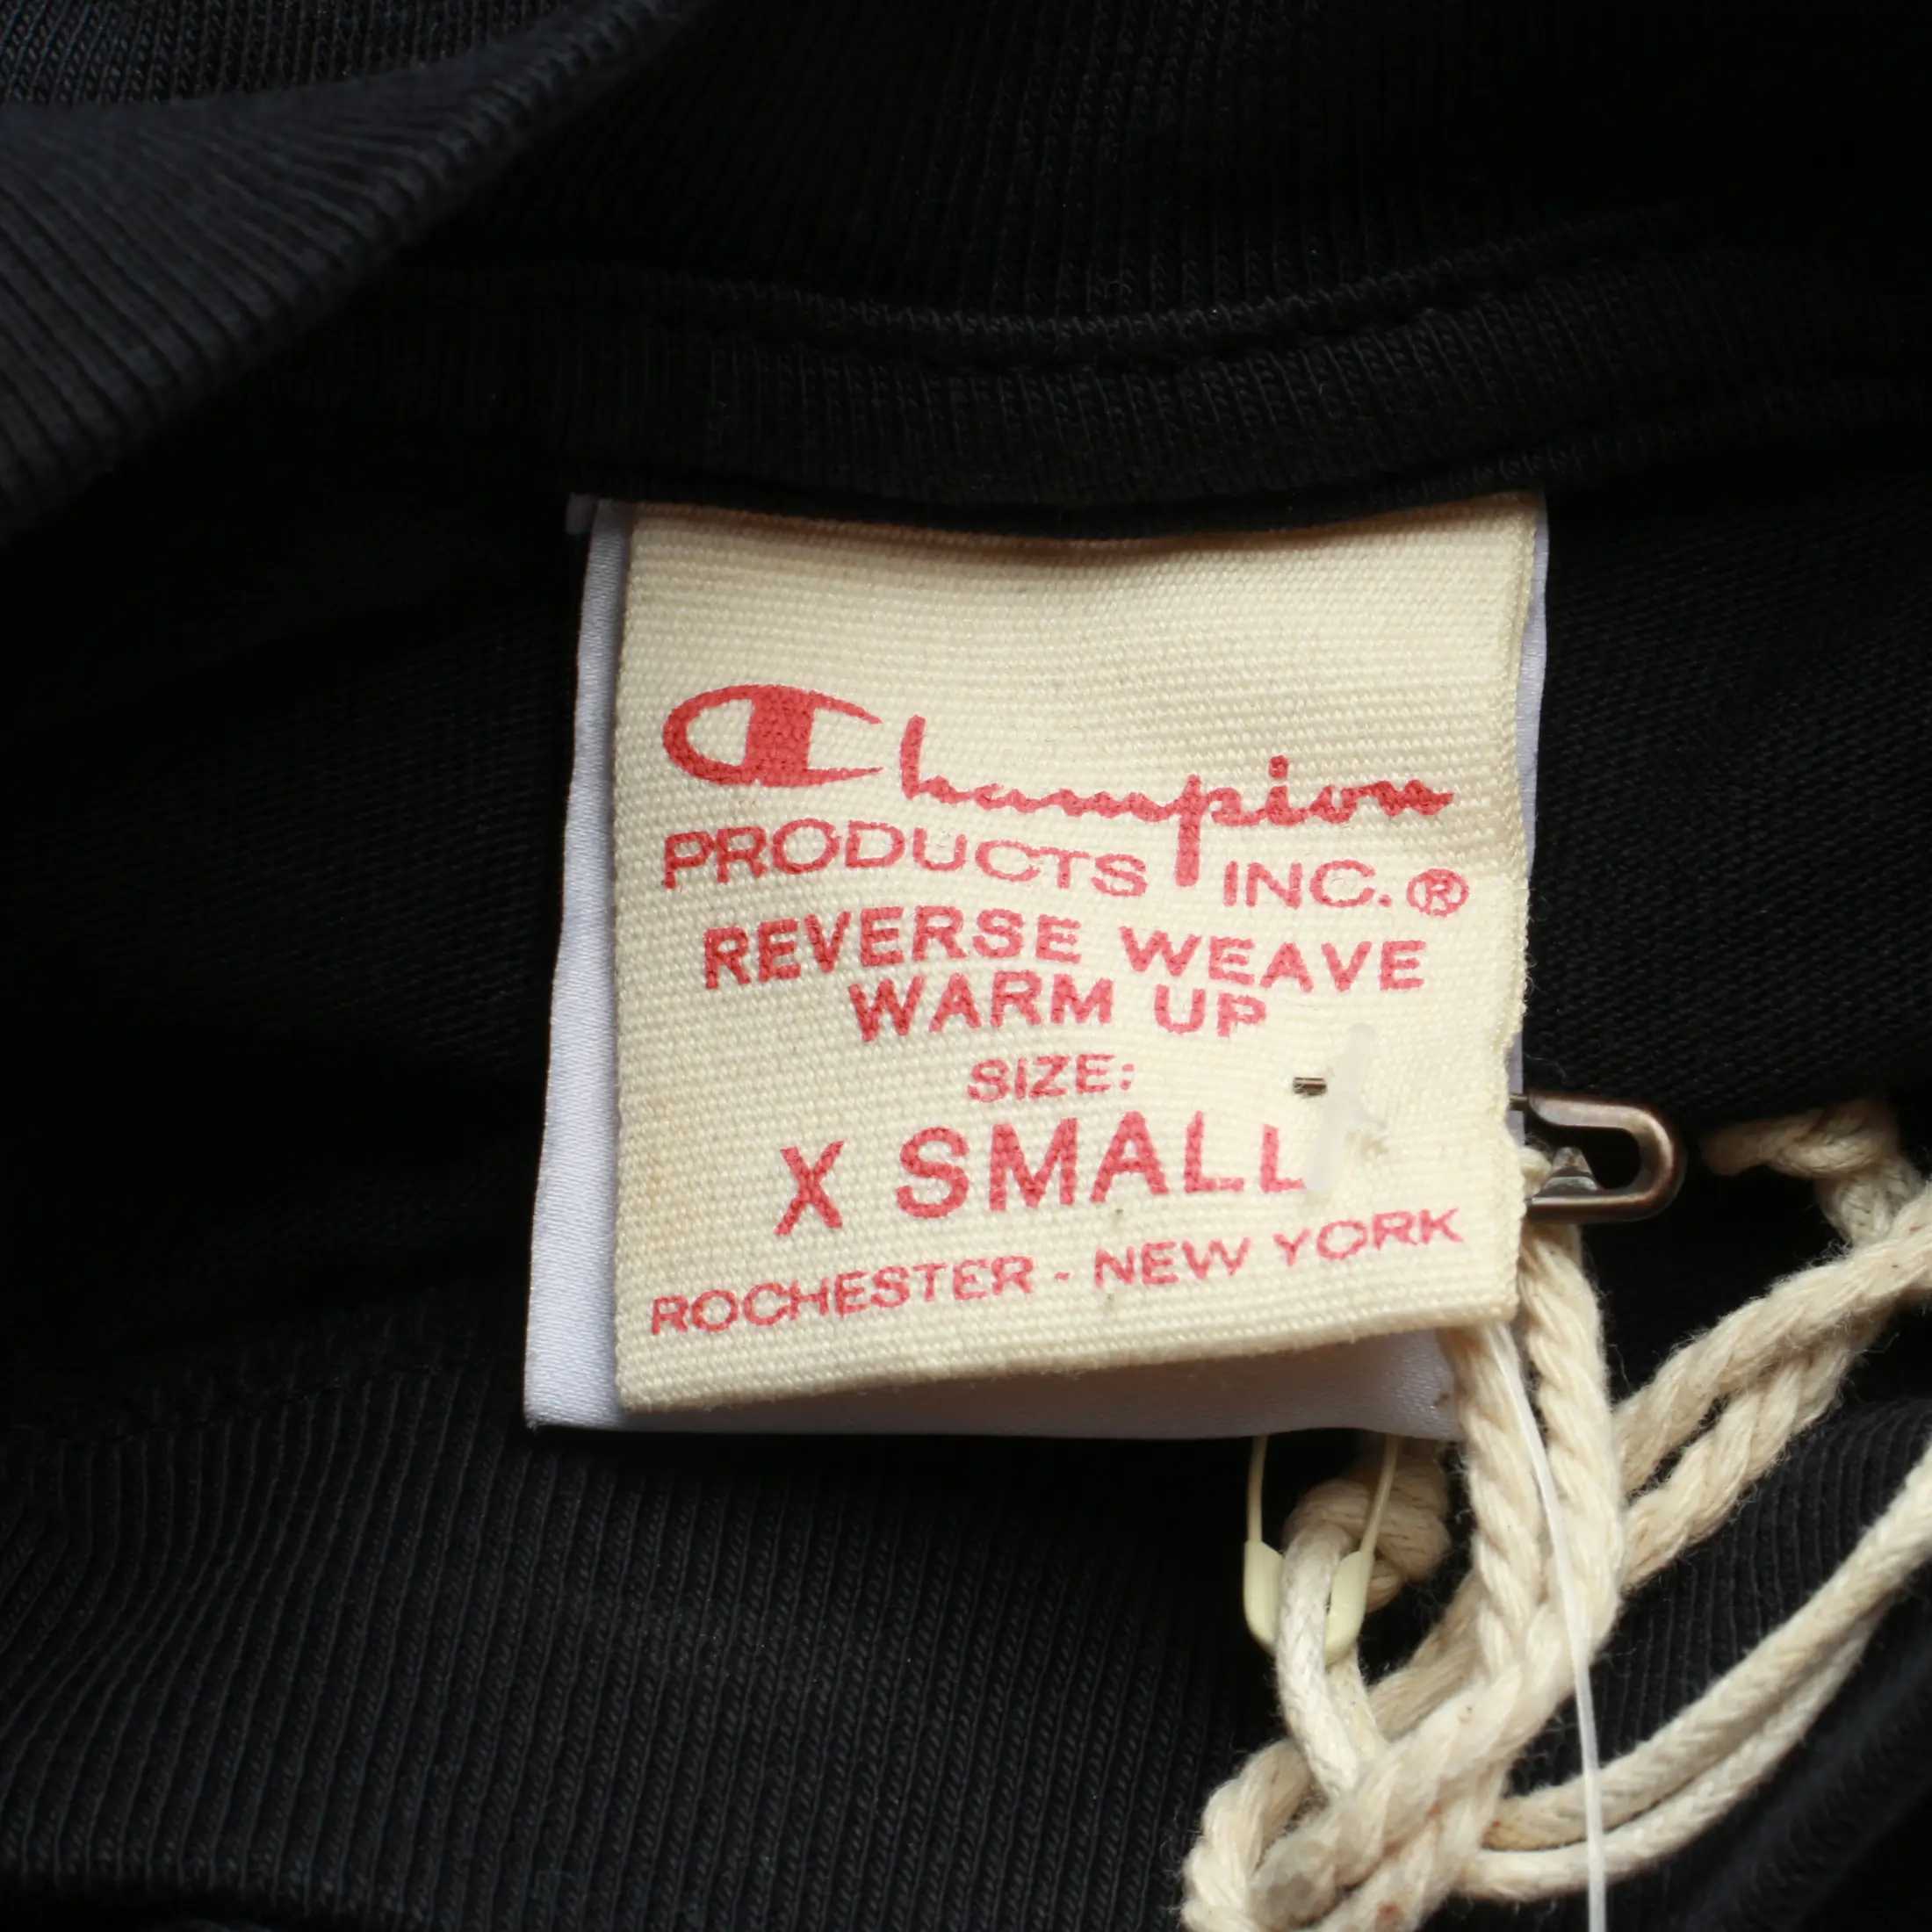 Champion
PRODUCTS INC.®
REVERSE WEAVE
WARM UP
SIZE:
X SMALL
ROCHESTER - NEW YORK